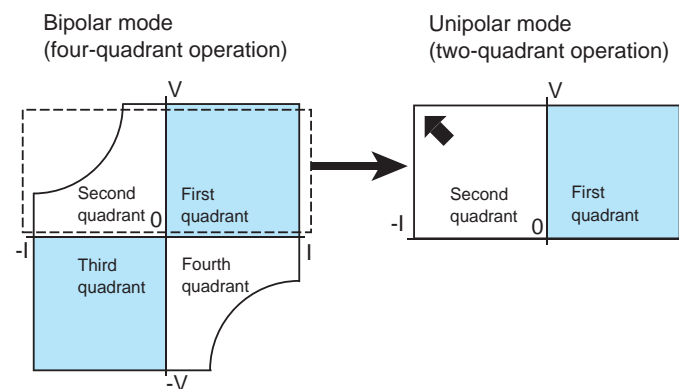 Bipolar mode
(four-quadrant operation)
Unipolar mode
(two-quadrant operation)
V
V
Second
quadrant
First
quadrant
0
-I
I
Third
quadrant
Fourth
quadrant
-V
Second
quadrant
First
quadrant
-I
0